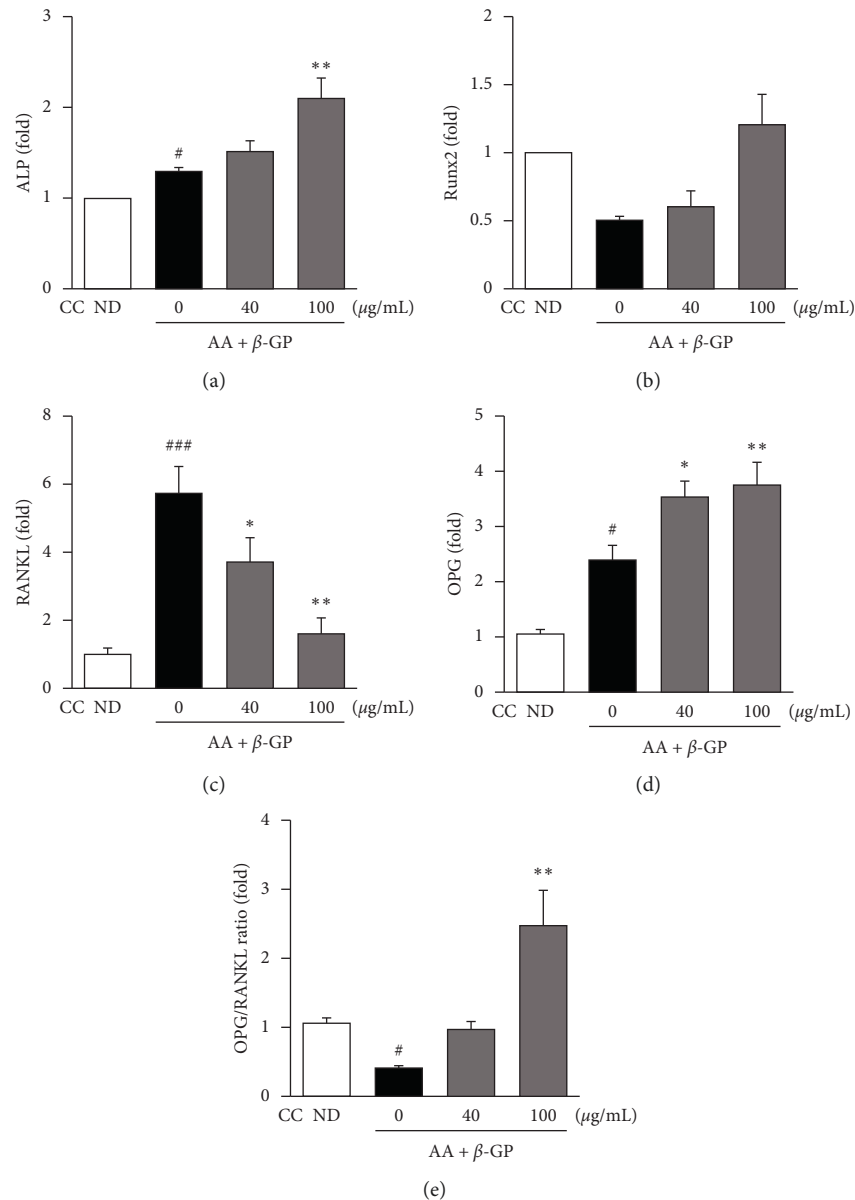 ALP (fold)
3
2
1
0
#
**
CC ND 0 40 100 (μg/mL)
AA + β-GP
(a)
Runx2 (fold)
2
1.5
1
0.5
0
CC ND 0 40 100 (μg/mL)
AA + β-GP
(b)
RANKL (fold)
8
6
4
2
0
###
*
**
CC ND 0 40 100 (μg/mL)
AA + β-GP
(c)
OPG (fold)
5
4
3
2
1
0
#
*
**
CC ND 0 40 100 (μg/mL)
AA + β-GP
(d)
OPG/RANKL ratio (fold)
4
3
2
1
0
#
**
CC ND 0 40 100 (μg/mL)
AA + β-GP
(e)